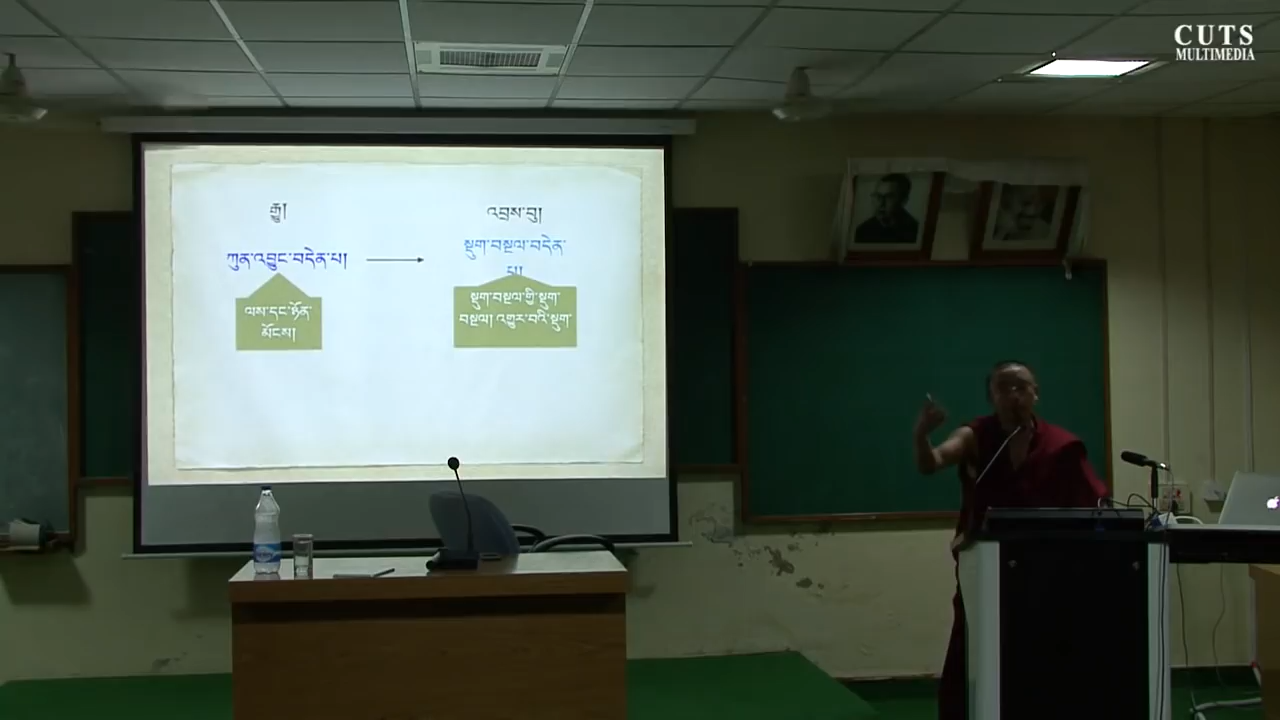 CUTS
MULTIMEDIA
རྒྱུ།
འབྲས་བུ།
ཀུན་འབྱུང་བདེན་པ།
སྡུག་བསྔལ་བདེན་
པ།
ལས་དང་ཉོན་
མོངས།
སྡུག་བསྔལ་གྱི་སྡུག་
བསྔལ། འགྱུར་བའི་སྡུག་